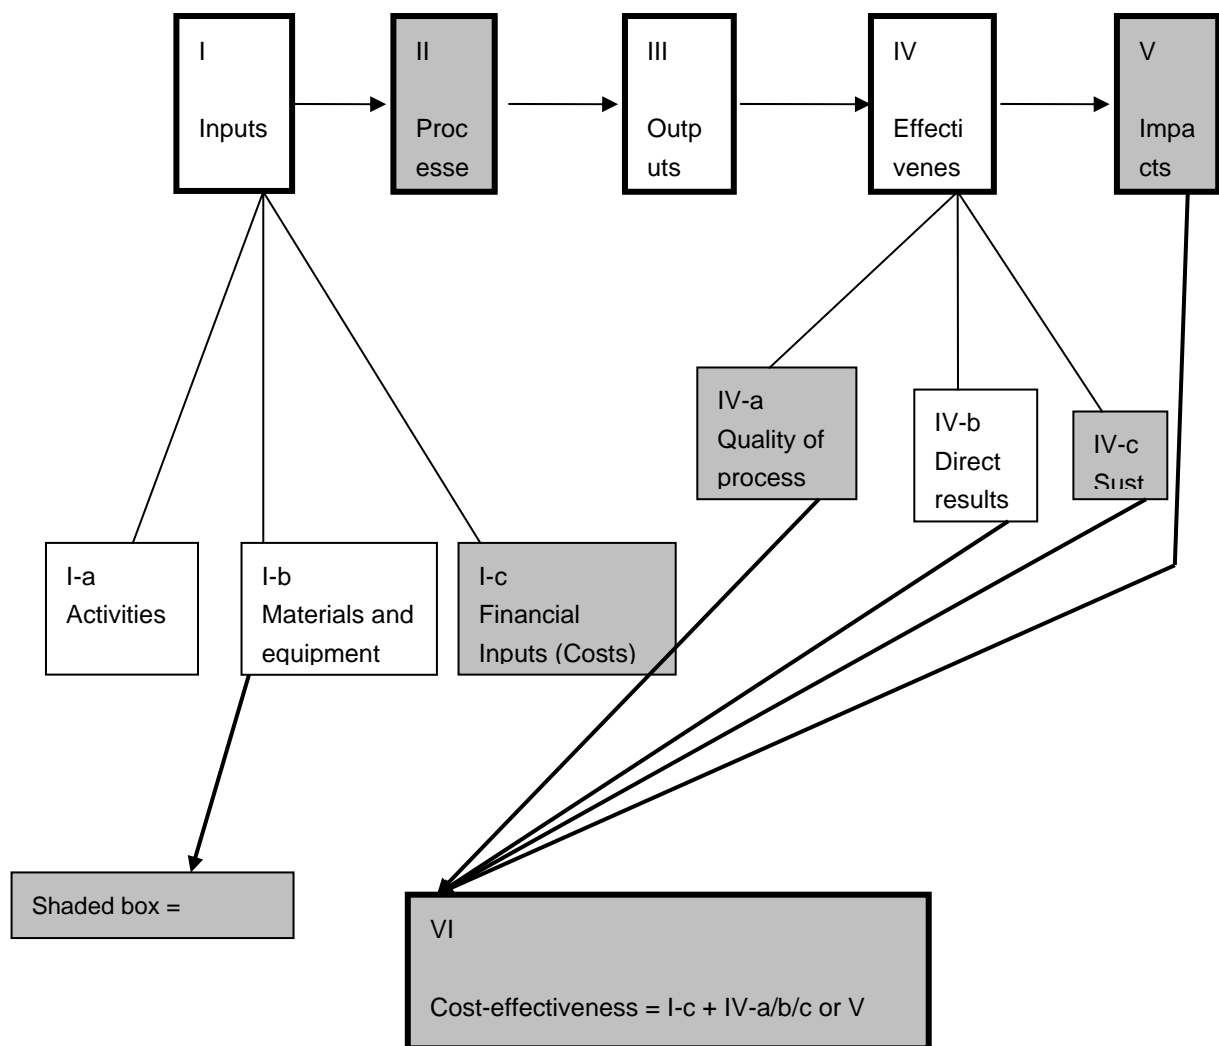 I
Inputs
II
Proc
esse
III
Outp
uts
IV
Effecti
venes
V
Impa
cts
IV-a
Quality of
process
IV-b
Direct
results
IV-c
Sust
I-a
Activities
I-b
Materials and
equipment
I-c
Financial
Inputs (Costs)
Shaded box =
VI
Cost-effectiveness = I-c + IV-a/b/c or V